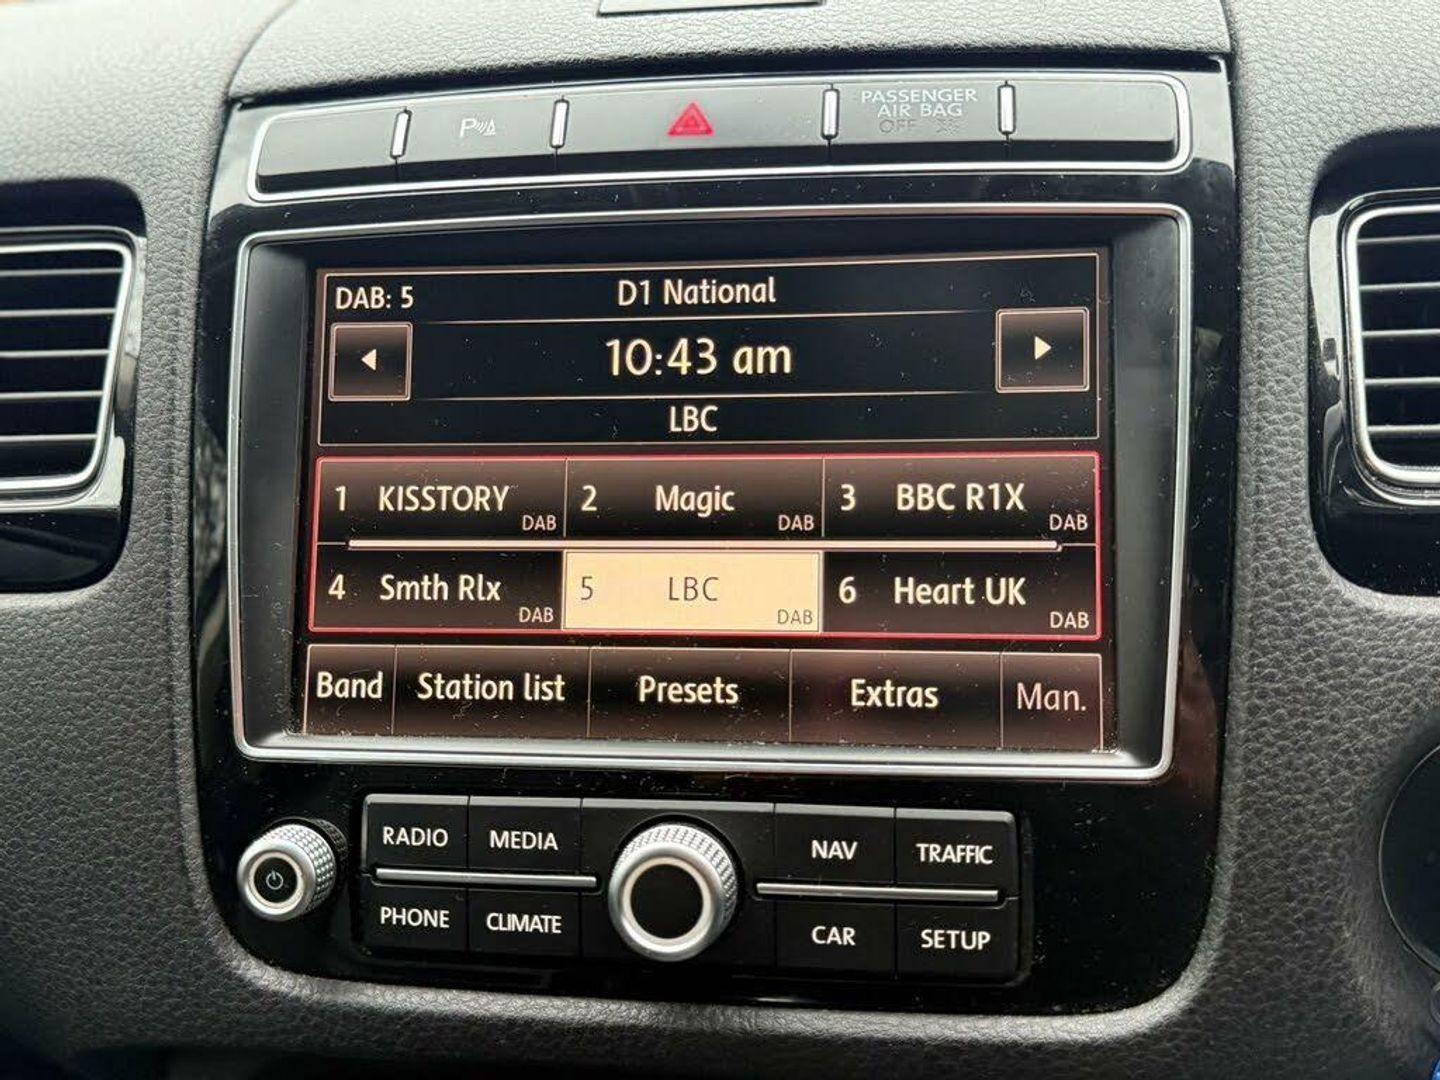 P
PASSENGER
AIR BAG
OFF
DAB: 5
D1 National
10:43 am
LBC
1 KISSTORY DAB
2 Magic DAB
3 BBC R1X DAB
4 Smth Rlx DAB
5 LBC DAB
6 Heart UK DAB
Band Station list Presets Extras Man.
RADIO MEDIA NAV TRAFFIC
PHONE CLIMATE CAR SETUP